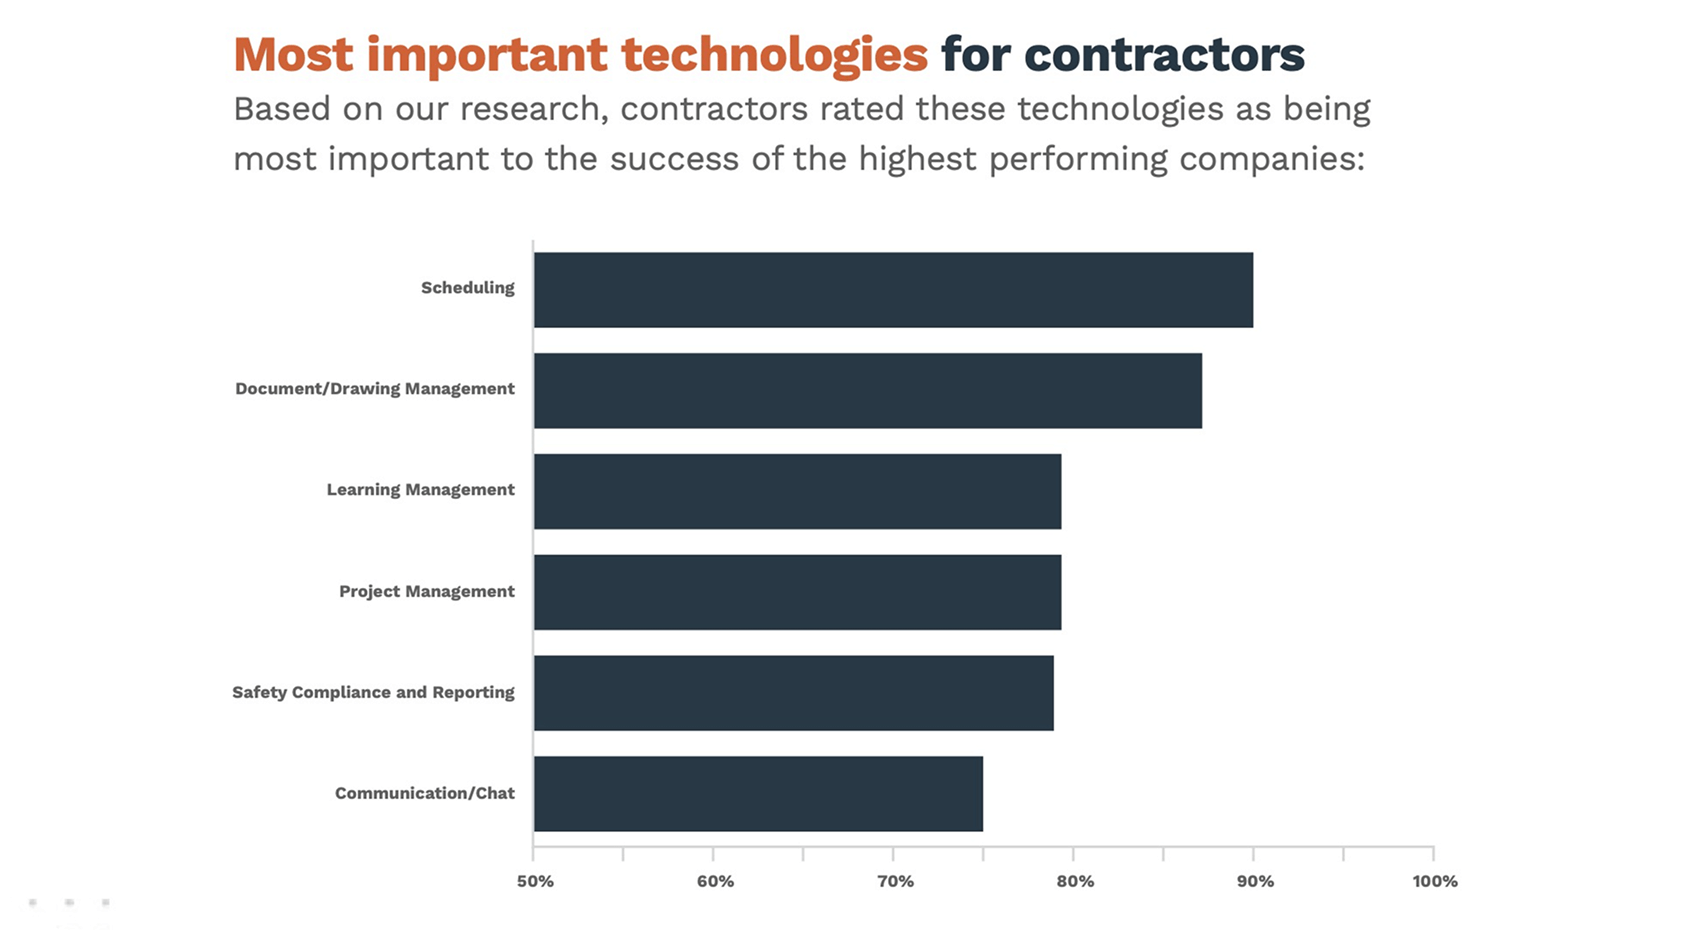 Most important technologies for contractors
Based on our research, contractors rated these technologies as being
most important to the success of the highest performing companies:
Scheduling
Document/Drawing Management
Learning Management
Project Management
Safety Compliance and Reporting
Communication/Chat
50% 60% 70% 80% 90% 100%